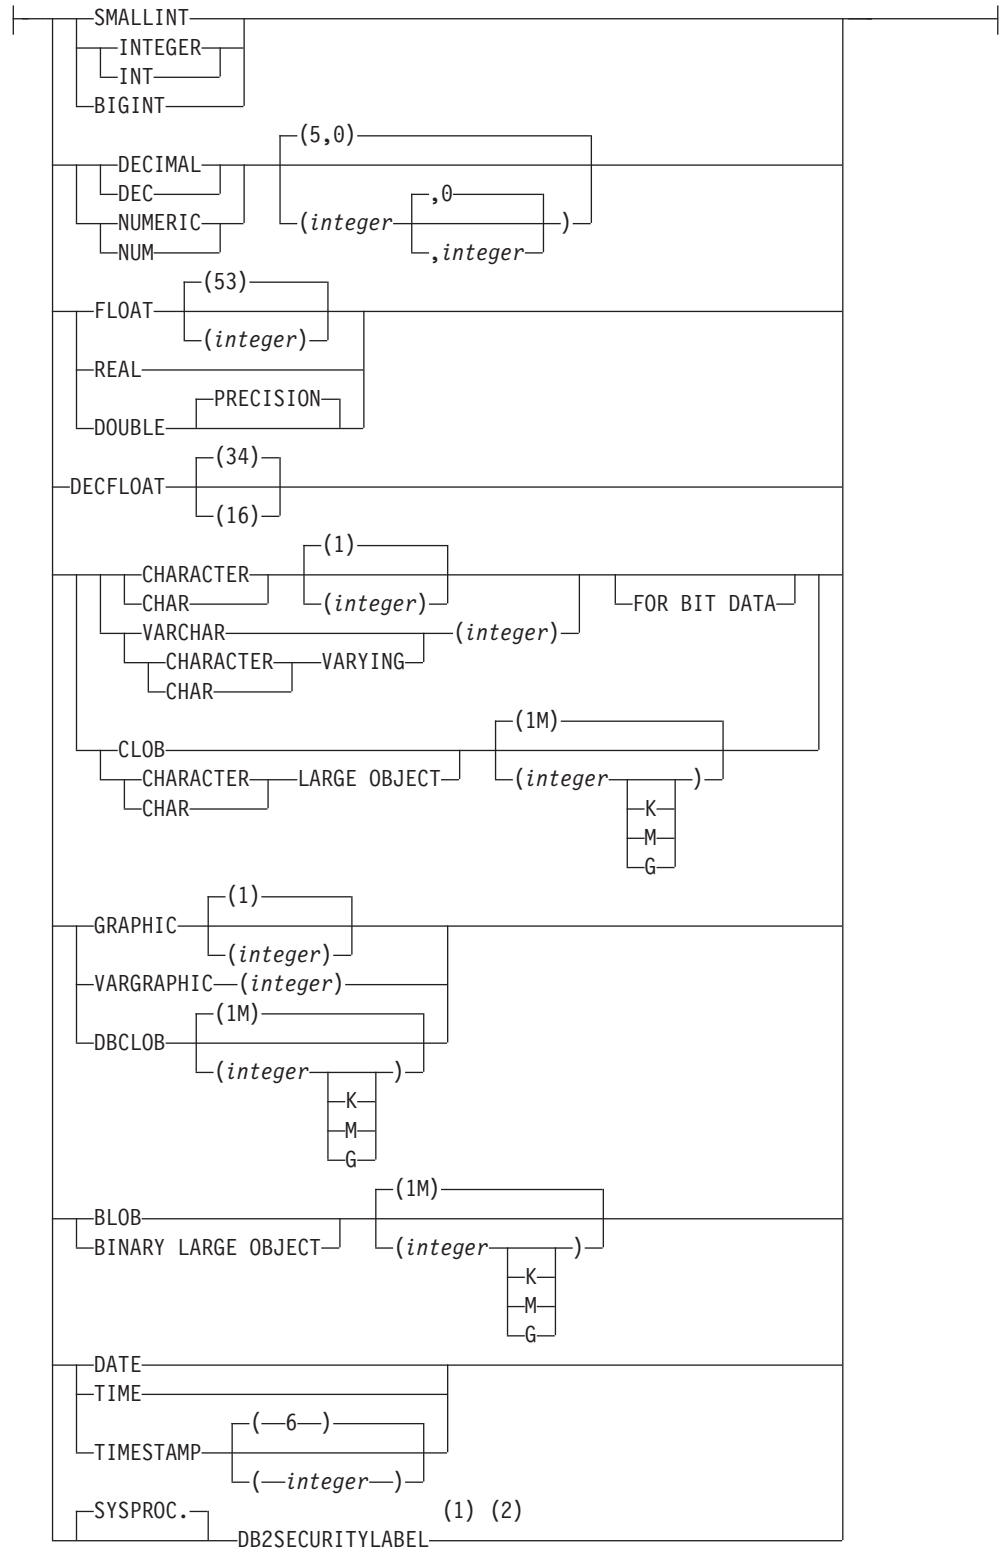 SMALLINT
INTEGER
INT
BIGINT
(5,0)
DECIMAL
DEC
,0
NUMERIC
(integer )
NUM
,integer
(53)
FLOAT
(integer)
REAL
PRECISION
DOUBLE
(34)
DECFLOAT
(16)
(1)
CHARACTER
CHAR
(integer)
FOR BIT DATA
VARCHAR
(integer)
CHARACTER
VARYING
CHAR
(1M)
CLOB
CHARACTER
LARGE OBJECT
(integer )
CHAR
K
M
G
(1)
GRAPHIC
(integer)
VARGRAPHIC (integer)
(1M)
DBCLOB
(integer )
K
M
G
(1M)
BLOB
BINARY LARGE OBJECT
(integer )
K
M
G
DATE
TIME
( 6 )
TIMESTAMP
( integer )
SYSPROC.
(1) (2)
DB2SECURITYLABEL